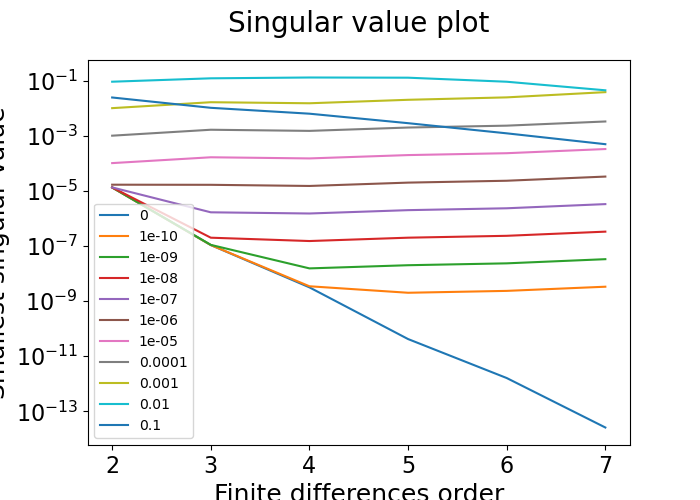 Singular value plot
Smallest singular value
10⁻¹
10⁻³
10⁻⁵
10⁻⁷
10⁻⁹
10⁻¹¹
10⁻¹³
0
1e-10
1e-09
1e-08
1e-07
1e-06
1e-05
0.0001
0.001
0.01
0.1
2 3 4 5 6 7
Finite differences order